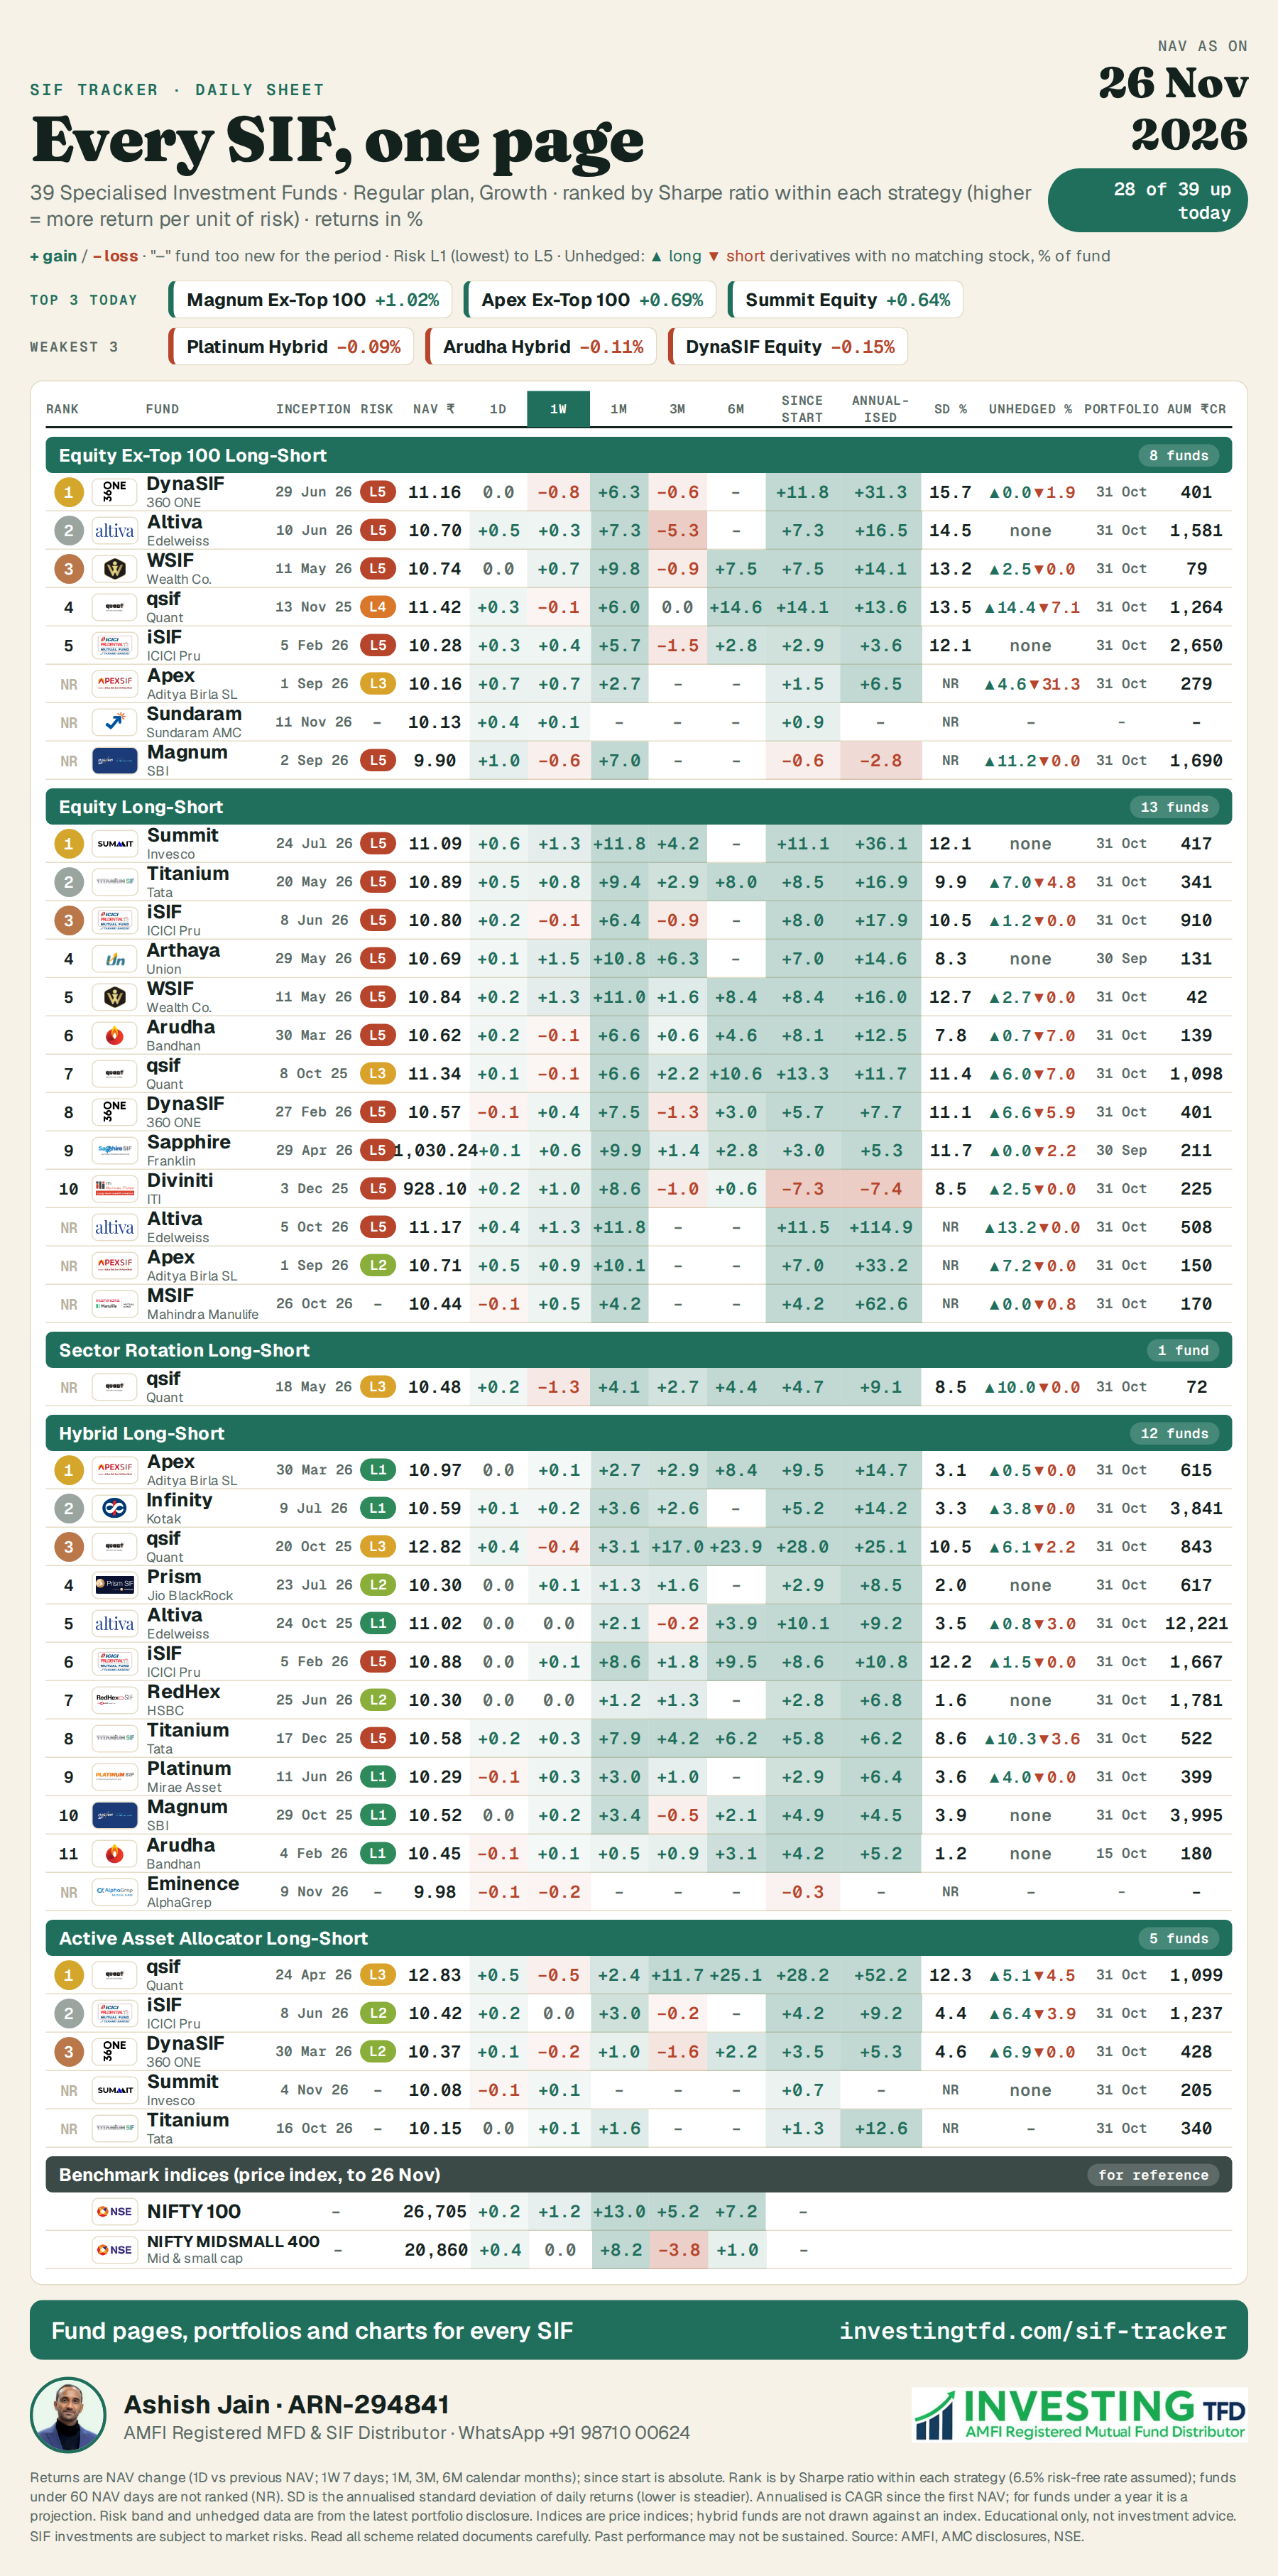 NAV AS ON
26 Nov
2026
SIF TRACKER · DAILY SHEET
Every SIF, one page
39 Specialised Investment Funds · Regular plan, Growth · ranked by Sharpe ratio within each strategy (higher
= more return per unit of risk) · returns in %
28 of 39 up
today
+ gain / −loss · "–" fund too new for the period · Risk L1 (lowest) to L5 · Unhedged: ▲ long ▼ short derivatives with no matching stock, % of fund
TOP 3 TODAY Magnum Ex-Top 100 +1.02% Apex Ex-Top 100 +0.69% Summit Equity +0.64%
WEAKEST 3 Platinum Hybrid −0.09% Arudha Hybrid −0.11% DynaSIF Equity −0.15%
RANK FUND INCEPTION RISK NAV ₹ 1D 1W 1M 3M 6M SINCE START ANNUAL-ISED SD % UNHEDGED % PORTFOLIO AUM ₹CR
Equity Ex-Top 100 Long-Short 8 funds
1 360 ONE DynaSIF 29 Jun 26 L5 11.16 0.0 −0.8 +6.3 −0.6 – +11.8 +31.3 15.7 ▲0.0▼1.9 31 Oct 401
360 ONE
2 altiva Altiva 10 Jun 26 L5 10.70 +0.5 +0.3 +7.3 −5.3 – +7.3 +16.5 14.5 none 31 Oct 1,581
Edelweiss
3 WSIF 11 May 26 L5 10.74 0.0 +0.7 +9.8 −0.9 +7.5 +7.5 +14.1 13.2 ▲2.5▼0.0 31 Oct 79
Wealth Co.
4 quant qsif 13 Nov 25 L4 11.42 +0.3 −0.1 +6.0 0.0 +14.6 +14.1 +13.6 13.5 ▲14.4▼7.1 31 Oct 1,264
Quant
5 iSIF 5 Feb 26 L5 10.28 +0.3 +0.4 +5.7 −1.5 +2.8 +2.9 +3.6 12.1 none 31 Oct 2,650
ICICI Pru
NR APEXSIF Apex 1 Sep 26 L3 10.16 +0.7 +0.7 +2.7 – – +1.5 +6.5 NR ▲4.6▼31.3 31 Oct 279
Aditya Birla SL
NR Sundaram 11 Nov 26 – 10.13 +0.4 +0.1 – – – +0.9 – NR – – –
Sundaram AMC
NR Magnum 2 Sep 26 L5 9.90 +1.0 −0.6 +7.0 – – −0.6 −2.8 NR ▲11.2▼0.0 31 Oct 1,690
SBI
Equity Long-Short 13 funds
1 SUMMIT Summit 24 Jul 26 L5 11.09 +0.6 +1.3 +11.8 +4.2 – +11.1 +36.1 12.1 none 31 Oct 417
Invesco
2 TITANIUM SIF Titanium 20 May 26 L5 10.89 +0.5 +0.8 +9.4 +2.9 +8.0 +8.5 +16.9 9.9 ▲7.0▼4.8 31 Oct 341
Tata
3 iSIF 8 Jun 26 L5 10.80 +0.2 −0.1 +6.4 −0.9 – +8.0 +17.9 10.5 ▲1.2▼0.0 31 Oct 910
ICICI Pru
4 Arthaya 29 May 26 L5 10.69 +0.1 +1.5 +10.8 +6.3 – +7.0 +14.6 8.3 none 30 Sep 131
Union
5 WSIF 11 May 26 L5 10.84 +0.2 +1.3 +11.0 +1.6 +8.4 +8.4 +16.0 12.7 ▲2.7▼0.0 31 Oct 42
Wealth Co.
6 Arudha 30 Mar 26 L5 10.62 +0.2 −0.1 +6.6 +0.6 +4.6 +8.1 +12.5 7.8 ▲0.7▼7.0 31 Oct 139
Bandhan
7 quant qsif 8 Oct 25 L3 11.34 +0.1 −0.1 +6.6 +2.2 +10.6 +13.3 +11.7 11.4 ▲6.0▼7.0 31 Oct 1,098
Quant
8 360 ONE DynaSIF 27 Feb 26 L5 10.57 −0.1 +0.4 +7.5 −1.3 +3.0 +5.7 +7.7 11.1 ▲6.6▼5.9 31 Oct 401
360 ONE
9 Sapphire SIF Sapphire 29 Apr 26 L5 1,030.24 +0.1 +0.6 +9.9 +1.4 +2.8 +3.0 +5.3 11.7 ▲0.0▼2.2 30 Sep 211
Franklin
10 Diviniti 3 Dec 25 L5 928.10 +0.2 +1.0 +8.6 −1.0 +0.6 −7.3 −7.4 8.5 ▲2.5▼0.0 31 Oct 225
ITI
NR altiva Altiva 5 Oct 26 L5 11.17 +0.4 +1.3 +11.8 – – +11.5 +114.9 NR ▲13.2▼0.0 31 Oct 508
Edelweiss
NR APEXSIF Apex 1 Sep 26 L2 10.71 +0.5 +0.9 +10.1 – – +7.0 +33.2 NR ▲7.2▼0.0 31 Oct 150
Aditya Birla SL
NR MSIF 26 Oct 26 – 10.44 −0.1 +0.5 +4.2 – – +4.2 +62.6 NR ▲0.0▼0.8 31 Oct 170
Mahindra Manulife
Sector Rotation Long-Short 1 fund
NR quant qsif 18 May 26 L3 10.48 +0.2 −1.3 +4.1 +2.7 +4.4 +4.7 +9.1 8.5 ▲10.0▼0.0 31 Oct 72
Quant
Hybrid Long-Short 12 funds
1 APEXSIF Apex 30 Mar 26 L1 10.97 0.0 +0.1 +2.7 +2.9 +8.4 +9.5 +14.7 3.1 ▲0.5▼0.0 31 Oct 615
Aditya Birla SL
2 Infinity 9 Jul 26 L1 10.59 +0.1 +0.2 +3.6 +2.6 – +5.2 +14.2 3.3 ▲3.8▼0.0 31 Oct 3,841
Kotak
3 quant qsif 20 Oct 25 L3 12.82 +0.4 −0.4 +3.1 +17.0 +23.9 +28.0 +25.1 10.5 ▲6.1▼2.2 31 Oct 843
Quant
4 Prism SIF Prism 23 Jul 26 L2 10.30 0.0 +0.1 +1.3 +1.6 – +2.9 +8.5 2.0 none 31 Oct 617
Jio BlackRock
5 altiva Altiva 24 Oct 25 L1 11.02 0.0 0.0 +2.1 −0.2 +3.9 +10.1 +9.2 3.5 ▲0.8▼3.0 31 Oct 12,221
Edelweiss
6 iSIF 5 Feb 26 L5 10.88 0.0 +0.1 +8.6 +1.8 +9.5 +8.6 +10.8 12.2 ▲1.5▼0.0 31 Oct 1,667
ICICI Pru
7 RedHex SIF RedHex 25 Jun 26 L2 10.30 0.0 0.0 +1.2 +1.3 – +2.8 +6.8 1.6 none 31 Oct 1,781
HSBC
8 TITANIUM SIF Titanium 17 Dec 25 L5 10.58 +0.2 +0.3 +7.9 +4.2 +6.2 +5.8 +6.2 8.6 ▲10.3▼3.6 31 Oct 522
Tata
9 PLATINUM SIF Platinum 11 Jun 26 L1 10.29 −0.1 +0.3 +3.0 +1.0 – +2.9 +6.4 3.6 ▲4.0▼0.0 31 Oct 399
Mirae Asset
10 Magnum 29 Oct 25 L1 10.52 0.0 +0.2 +3.4 −0.5 +2.1 +4.9 +4.5 3.9 none 31 Oct 3,995
SBI
11 Arudha 4 Feb 26 L1 10.45 −0.1 +0.1 +0.5 +0.9 +3.1 +4.2 +5.2 1.2 none 15 Oct 180
Bandhan
NR AlphaGrep Eminence 9 Nov 26 – 9.98 −0.1 −0.2 – – – −0.3 – NR – – –
AlphaGrep
Active Asset Allocator Long-Short 5 funds
1 quant qsif 24 Apr 26 L3 12.83 +0.5 −0.5 +2.4 +11.7 +25.1 +28.2 +52.2 12.3 ▲5.1▼4.5 31 Oct 1,099
Quant
2 iSIF 8 Jun 26 L2 10.42 +0.2 0.0 +3.0 −0.2 – +4.2 +9.2 4.4 ▲6.4▼3.9 31 Oct 1,237
ICICI Pru
3 360 ONE DynaSIF 30 Mar 26 L2 10.37 +0.1 −0.2 +1.0 −1.6 +2.2 +3.5 +5.3 4.6 ▲6.9▼0.0 31 Oct 428
360 ONE
NR SUMMIT Summit 4 Nov 26 – 10.08 −0.1 +0.1 – – – +0.7 – NR none 31 Oct 205
Invesco
NR TITANIUM SIF Titanium 16 Oct 26 – 10.15 0.0 +0.1 +1.6 – – +1.3 +12.6 NR – 31 Oct 340
Tata
Benchmark indices (price index, to 26 Nov) for reference
NSE NIFTY 100 – 26,705 +0.2 +1.2 +13.0 +5.2 +7.2 –
NSE NIFTY MIDSMALL 400 – 20,860 +0.4 0.0 +8.2 −3.8 +1.0 –
Mid & small cap
Fund pages, portfolios and charts for every SIF investingtfd.com/sif-tracker
Ashish Jain · ARN-294841
AMFI Registered MFD & SIF Distributor · WhatsApp +91 98710 00624
INVESTING TFD
AMFI Registered Mutual Fund Distributor
Returns are NAV change (1D vs previous NAV; 1W 7 days; 1M, 3M, 6M calendar months); since start is absolute. Rank is by Sharpe ratio within each strategy (6.5% risk-free rate assumed); funds
under 60 NAV days are not ranked (NR). SD is the annualised standard deviation of daily returns (lower is steadier). Annualised is CAGR since the first NAV; for funds under a year it is a
projection. Risk band and unhedged data are from the latest portfolio disclosure. Indices are price indices; hybrid funds are not drawn against an index. Educational only, not investment advice.
SIF investments are subject to market risks. Read all scheme related documents carefully. Past performance may not be sustained. Source: AMFI, AMC disclosures, NSE.